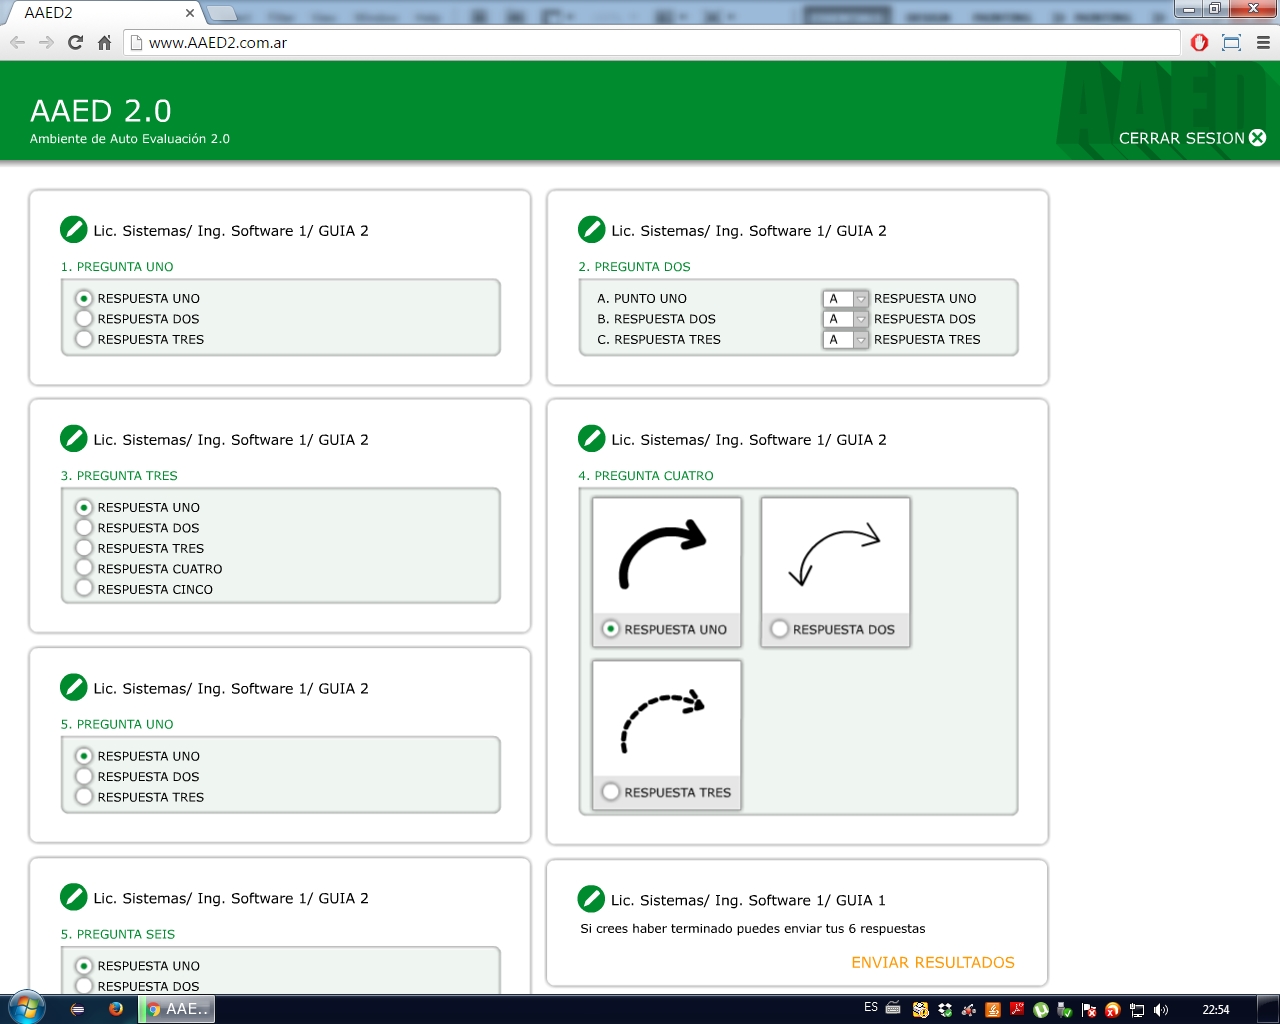 AAED2
www.AAED2.com.ar
AAED
AAED 2.0
Ambiente de Auto Evaluación 2.0
CERRAR SESION
Lic. Sistemas/ Ing. Software 1/ GUIA 2
1. PREGUNTA UNO
RESPUESTA UNO
RESPUESTA DOS
RESPUESTA TRES
Lic. Sistemas/ Ing. Software 1/ GUIA 2
2. PREGUNTA DOS
A. PUNTO UNO A RESPUESTA UNO
B. RESPUESTA DOS A RESPUESTA DOS
C. RESPUESTA TRES A RESPUESTA TRES
Lic. Sistemas/ Ing. Software 1/ GUIA 2
3. PREGUNTA TRES
RESPUESTA UNO
RESPUESTA DOS
RESPUESTA TRES
RESPUESTA CUATRO
RESPUESTA CINCO
Lic. Sistemas/ Ing. Software 1/ GUIA 2
4. PREGUNTA CUATRO
RESPUESTA UNO
RESPUESTA DOS
RESPUESTA TRES
Lic. Sistemas/ Ing. Software 1/ GUIA 2
5. PREGUNTA UNO
RESPUESTA UNO
RESPUESTA DOS
RESPUESTA TRES
Lic. Sistemas/ Ing. Software 1/ GUIA 2
5. PREGUNTA SEIS
RESPUESTA UNO
RESPUESTA DOS
Lic. Sistemas/ Ing. Software 1/ GUIA 1
Si crees haber terminado puedes enviar tus 6 respuestas
ENVIAR RESULTADOS
AAE..
ES
22:54